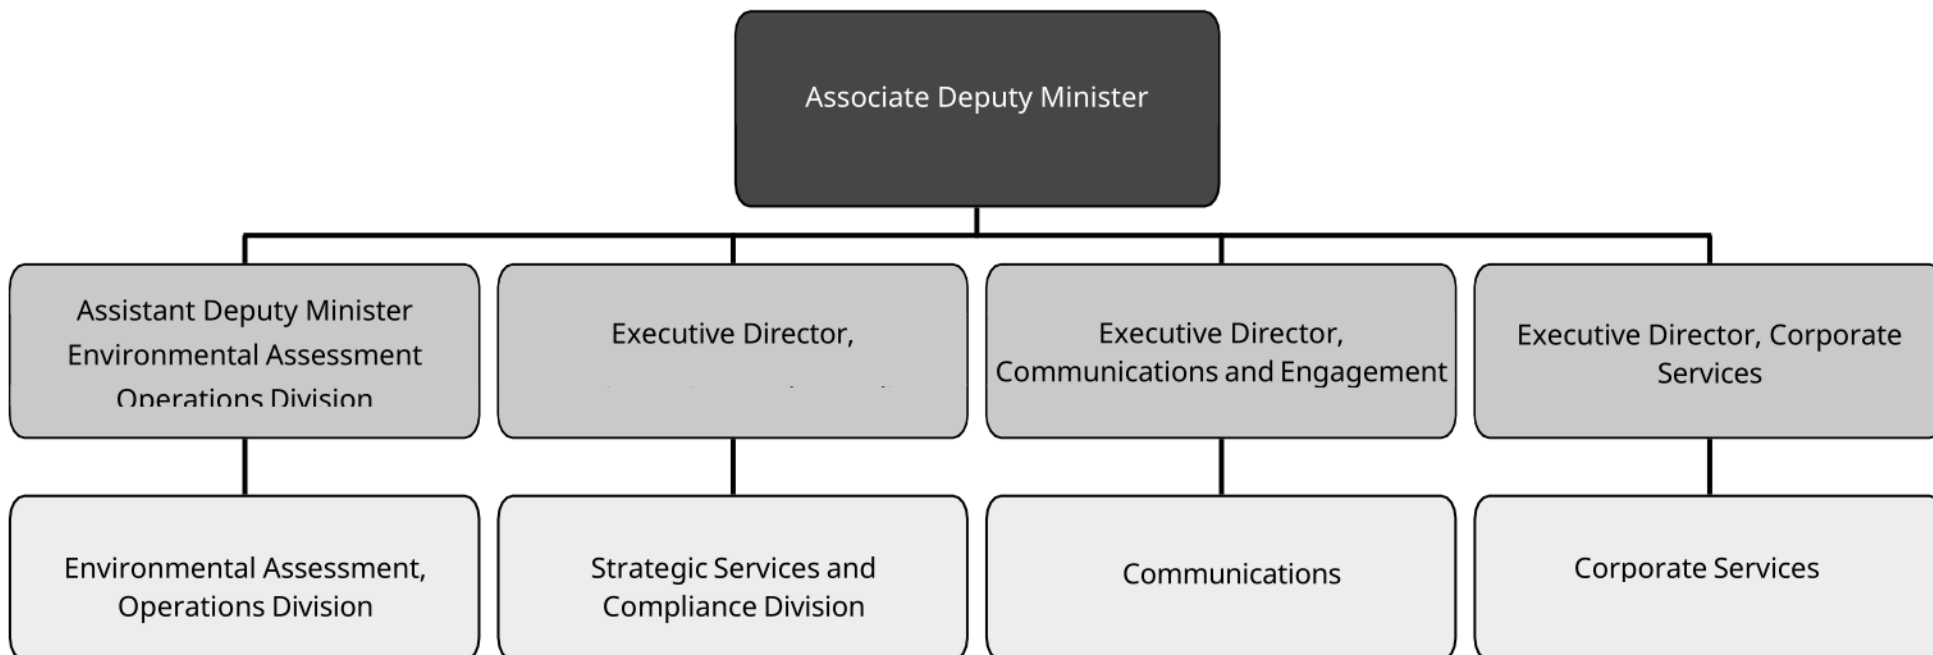 Associate Deputy Minister
Assistant Deputy Minister
Environmental Assessment
Operations Division
Executive Director,
Executive Director,
Communications and Engagement
Executive Director, Corporate
Services
Environmental Assessment,
Operations Division
Strategic Services and
Compliance Division
Communications
Corporate Services